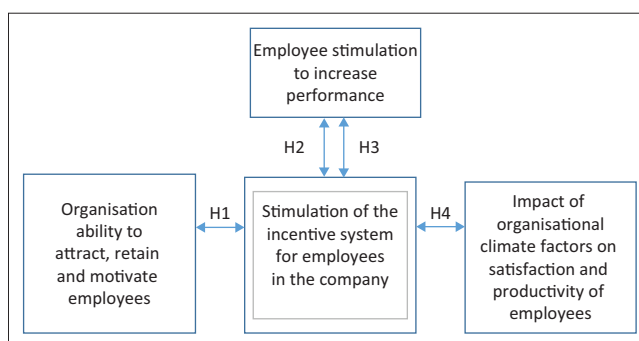 Employee stimulation
to increase
performance
H2
H3
Organisation
ability to
attract, retain
and motivate
employees
H1
Stimulation of the
incentive system
for employees
in the company
H4
Impact of
organisational
climate factors on
satisfaction and
productivity of
employees